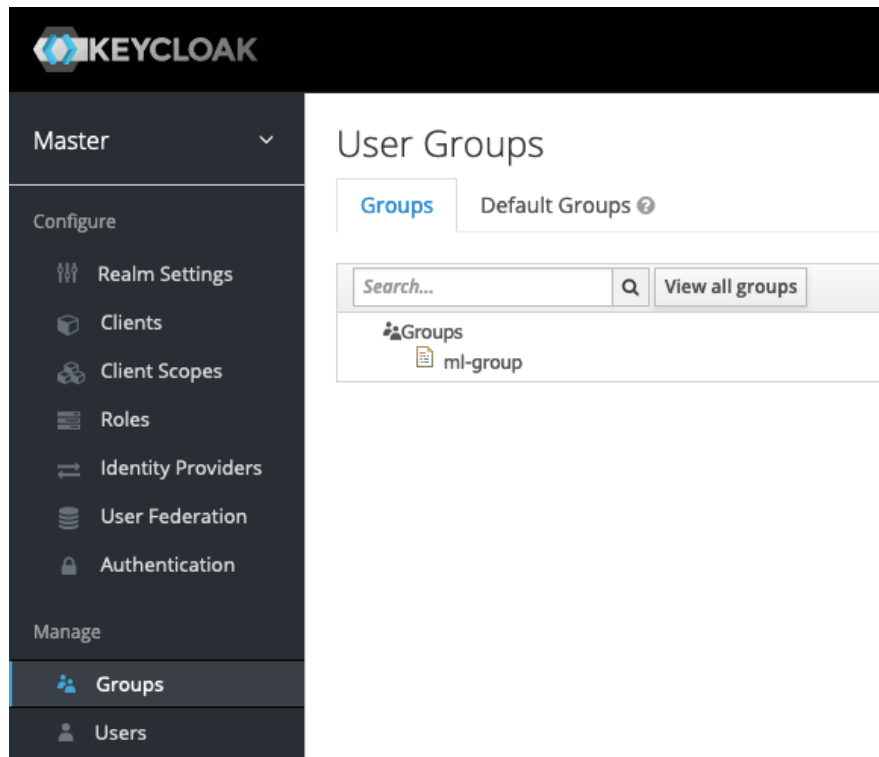 KEYCLOAK
Master
Configure
Realm Settings
Clients
Client Scopes
Roles
Identity Providers
User Federation
Authentication
Manage
Groups
Users
User Groups
Groups Default Groups
Search... View all groups
Groups
ml-group